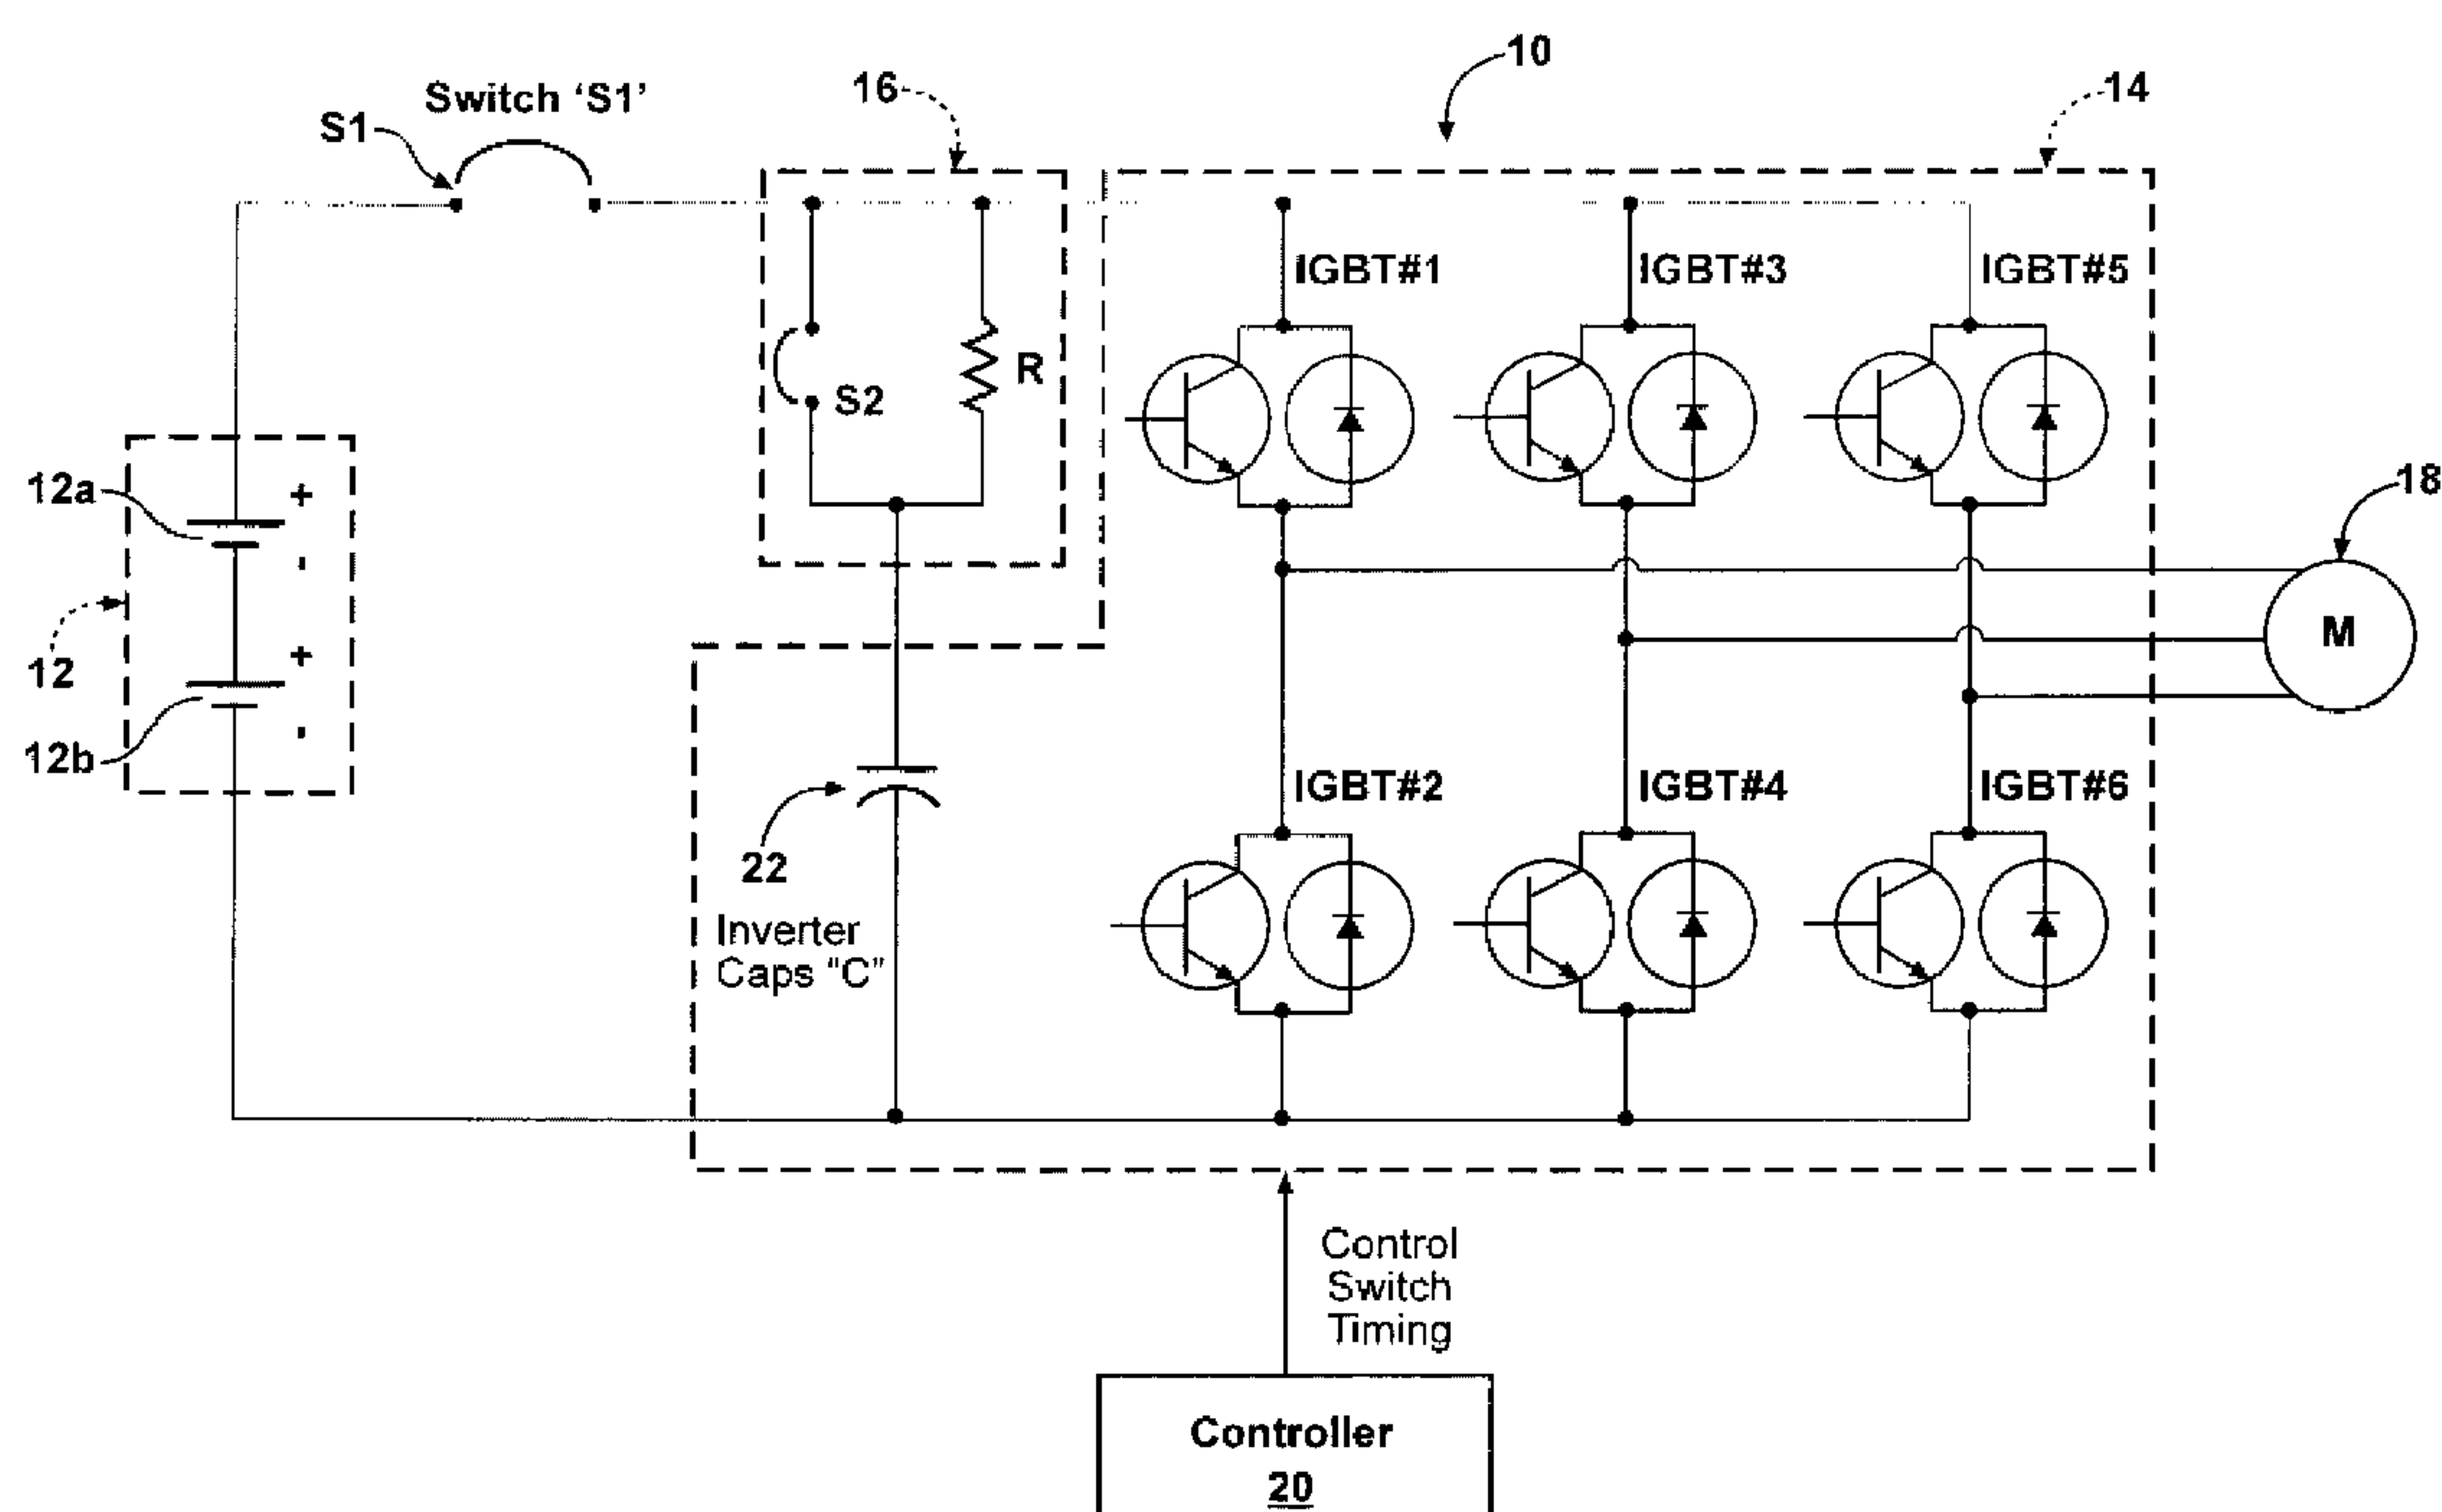 10
16
14
Switch ‘S1’
S1
IGBT#1
IGBT#3
IGBT#5
R
S2
12a
+
-
18
M
12
+
-
12b
IGBT#2
IGBT#4
IGBT#6
22
Inverter
Caps “C”
Control
Switch
Timing
Controller
20